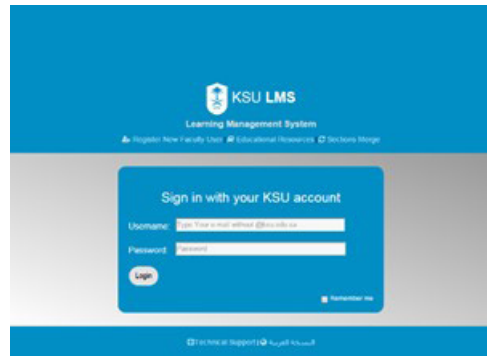 KSU LMS
Learning Management System
Register New Faculty User Educational Resources Sections Merge
Sign in with your KSU account
Username: Type Your e-mail without @ksu.edu.sa
Password: Password
Login
Remember me
Technical Support | النسخة العربية